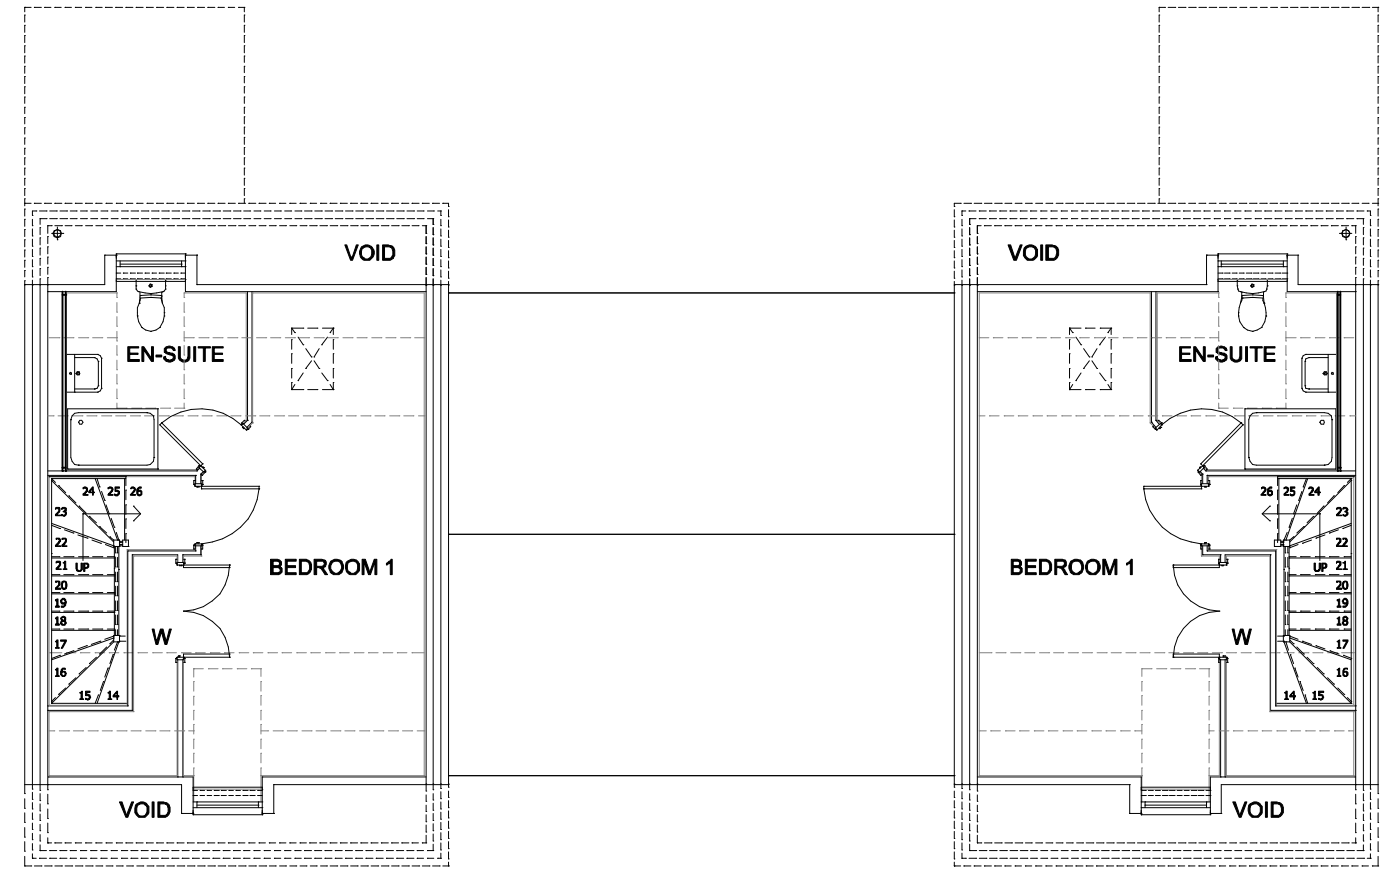 VOID VOID
EN-SUITE EN-SUITE
24 25 26 26 25 24
23 23
22 22
BEDROOM 1 BEDROOM 1
21 UP UP 21
20 20
19 19
18 18
W W
17 17
16 16
15 14 14 15
VOID VOID